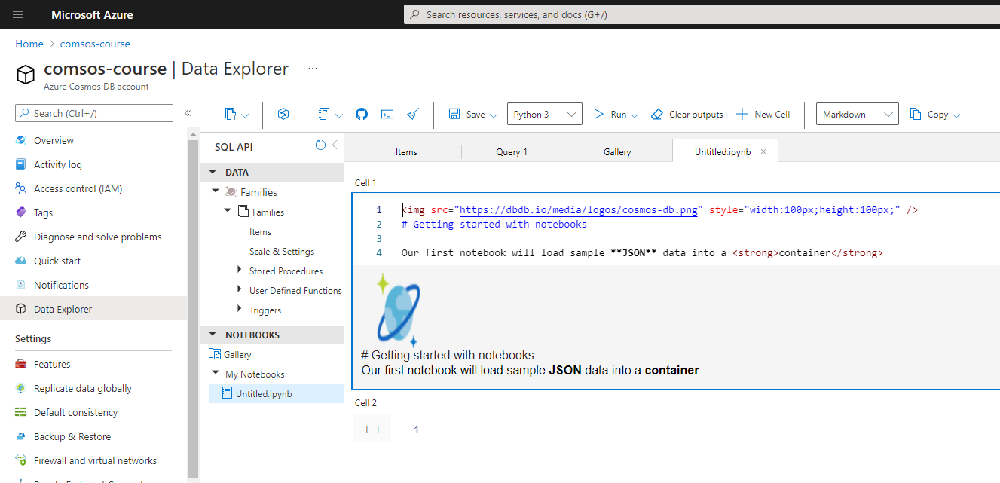 Microsoft Azure
Search resources, services, and docs (G+/)
Home > comsos-course
comsos-course | Data Explorer ...
Azure Cosmos DB account
Search (Ctrl+/)
«
Overview
Activity log
Access control (IAM)
Tags
Diagnose and solve problems
Quick start
Notifications
Data Explorer
Settings
Features
Replicate data globally
Default consistency
Backup & Restore
Firewall and virtual networks
Save
Python 3
Run
Clear outputs
New Cell
Markdown
Copy
SQL API
DATA
Families
Families
Items
Scale & Settings
Stored Procedures
User Defined Functions
Triggers
NOTEBOOKS
Gallery
My Notebooks
Untitled.ipynb
Items
Query 1
Gallery
Untitled.ipynb ×
Cell 1
1 <img src="https://dbdb.io/media/logos/cosmos-db.png" style="width:100px;height:100px;" />
2 # Getting started with notebooks
3
4 Our first notebook will load sample **JSON** data into a <strong>container</strong>
# Getting started with notebooks
Our first notebook will load sample JSON data into a container
Cell 2
[ ] 1